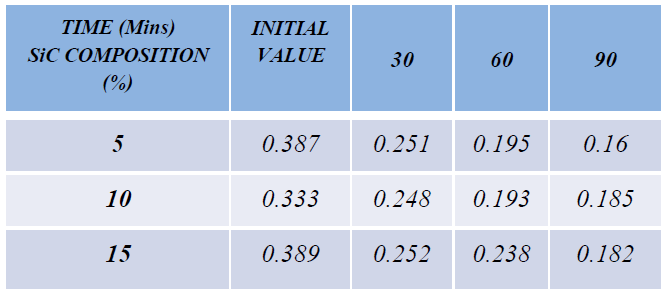 TIME (Mins)
SiC COMPOSITION
(%)
INITIAL
VALUE
30
60
90
5 0.387 0.251 0.195 0.16
10 0.333 0.248 0.193 0.185
15 0.389 0.252 0.238 0.182